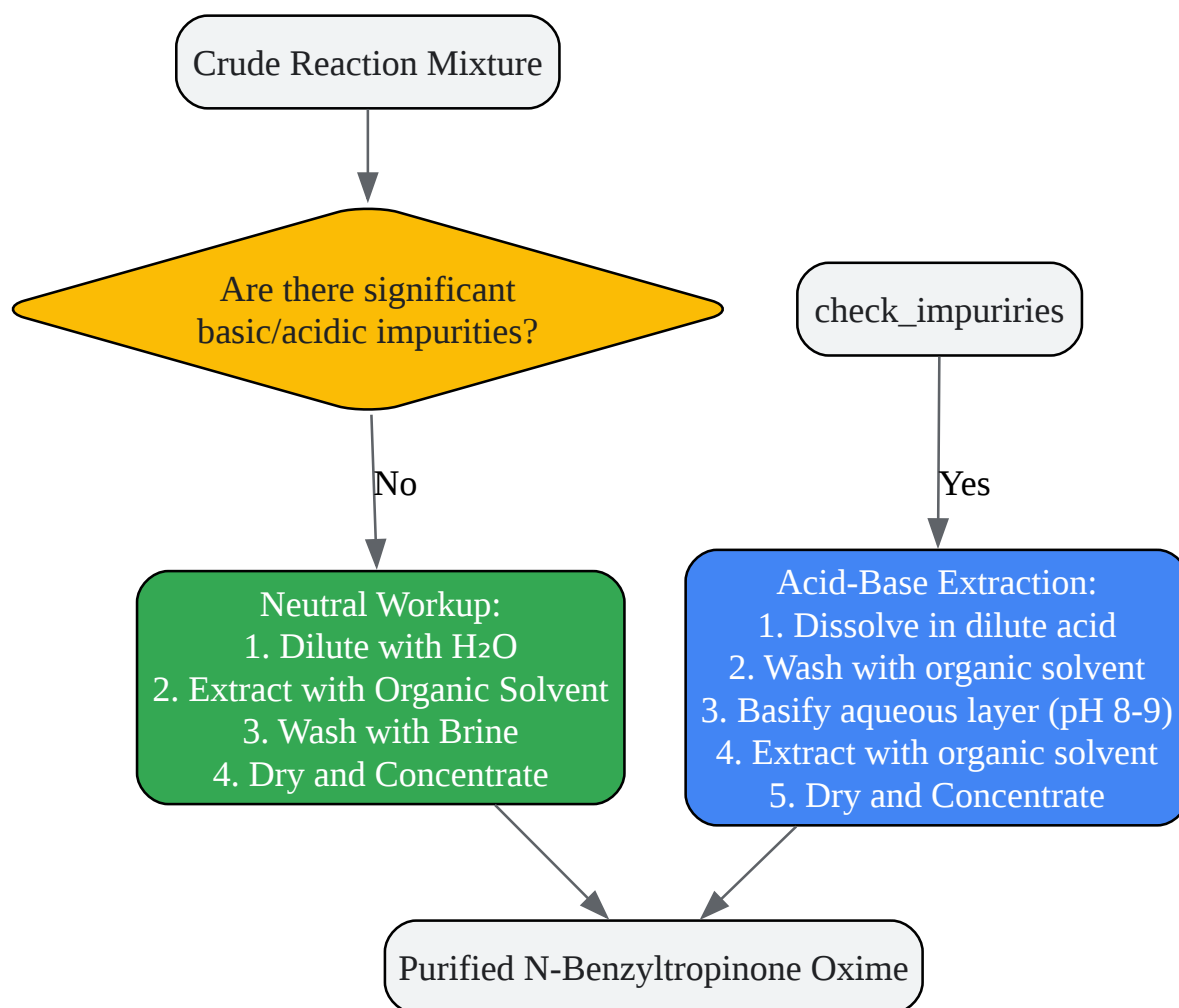 Crude Reaction Mixture
Are there significant
basic/acidic impurities?
check_impuriries
No
Yes
Neutral Workup:
1. Dilute with H₂O
2. Extract with Organic Solvent
3. Wash with Brine
4. Dry and Concentrate
Acid-Base Extraction:
1. Dissolve in dilute acid
2. Wash with organic solvent
3. Basify aqueous layer (pH 8-9)
4. Extract with organic solvent
5. Dry and Concentrate
Purified N-Benzyltropinone Oxime